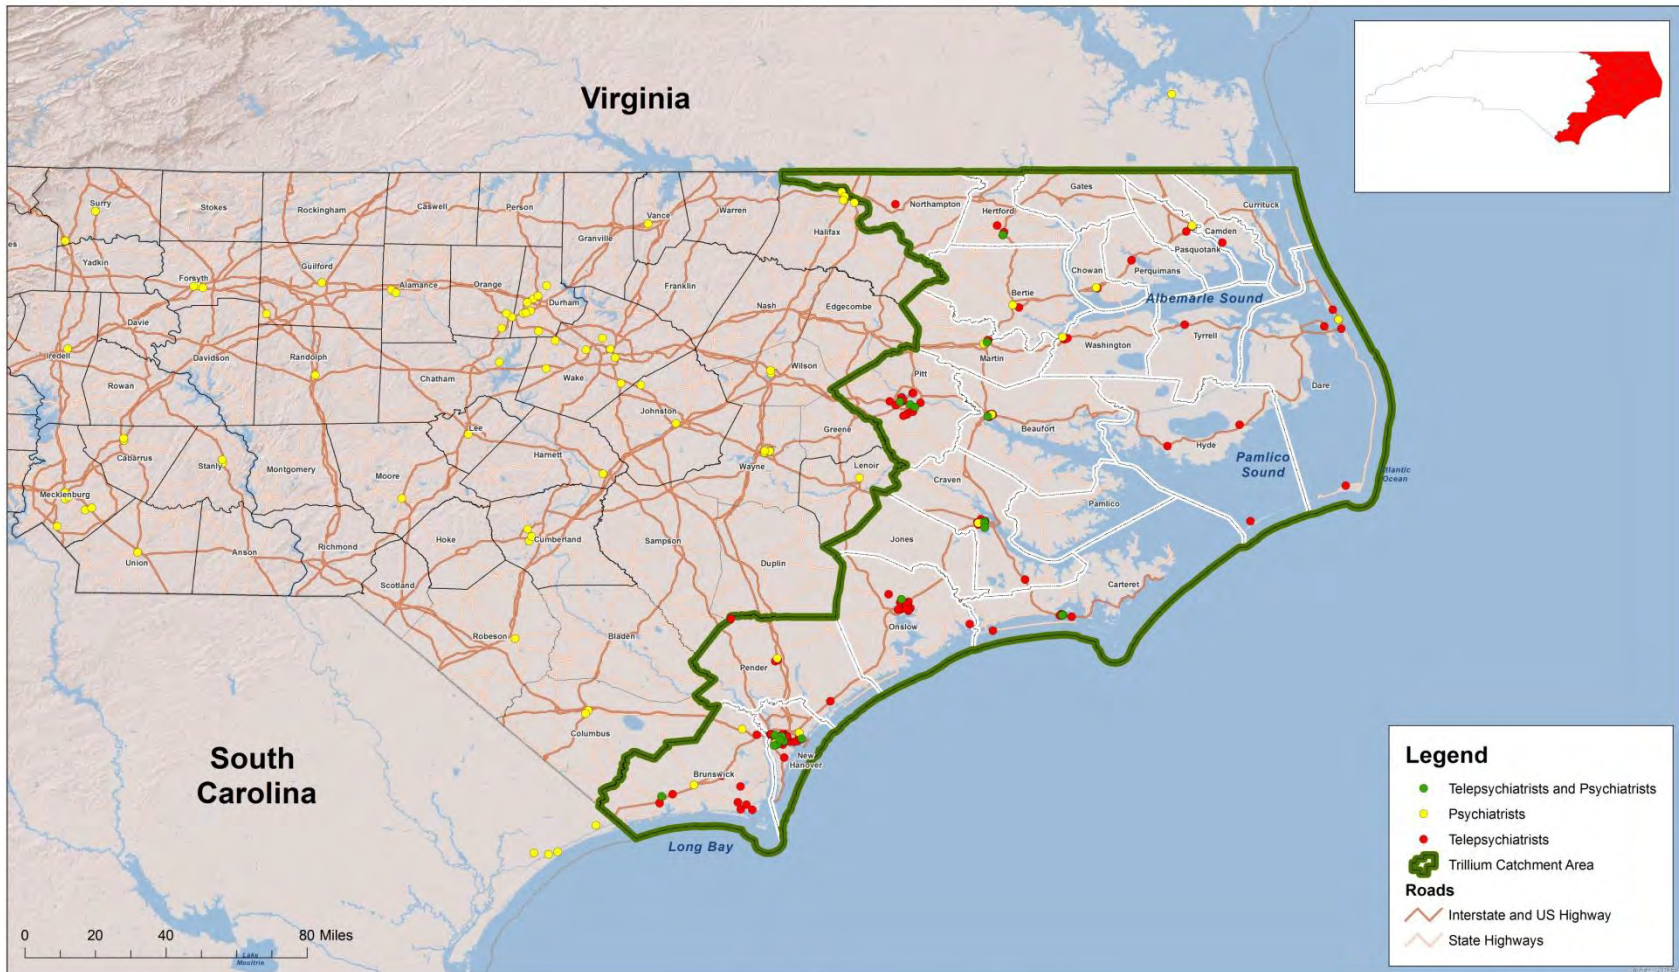 Virginia
Surry
Stokes
Rockingham
Caswell
Person
Vance
Warren
Granville
Halifax
Northampton
Hertford
Gates
Currituck
Camden
Pasquotank
Perquimans
Chowan
Bertie
Albemarle Sound
Yadkin
Forsyth
Guilford
Alamance
Orange
Durham
Franklin
Nash
Edgecombe
Martin
Washington
Tyrrell
Dare
Davie
Iredell
Davidson
Randolph
Chatham
Wake
Wilson
Pitt
Rowan
Johnston
Greene
Beaufort
Hyde
Pamlico
Sound
Atlantic
Ocean
Cabarrus
Stanly
Montgomery
Moore
Lee
Harnett
Wayne
Lenoir
Craven
Pamlico
Mecklenburg
Union
Anson
Richmond
Hoke
Cumberland
Sampson
Duplin
Jones
Carteret
Scotland
Robeson
Bladen
Onslow
Pender
Columbus
New
Hanover
Brunswick
South
Carolina
Long Bay
0 20 40 80 Miles
Lake
Moultrie
Legend
Telepsychiatrists and Psychiatrists
Psychiatrists
Telepsychiatrists
Trillium Catchment Area
Roads
Interstate and US Highway
State Highways